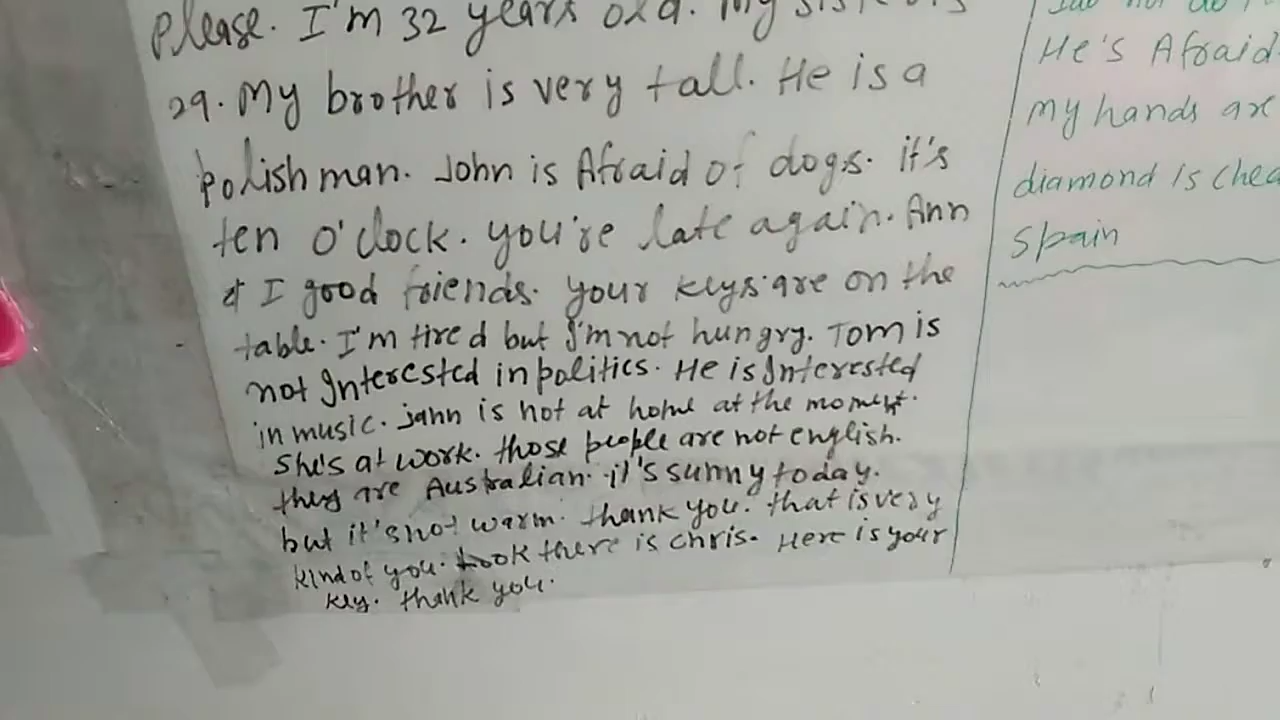 Please. I'm 32 years old. My sister is
29. My brother is very tall. He is a
polish man. John is Afraid of dogs. it's
ten o'clock. you're late again. Ann
& I good friends. your keys are on the
table. I'm tired but I'm not hungry. Tom is
not Interested in politics. He is Interested
in music. Jann is not at home at the moment.
She's at work. those people are not english.
they are Australian. it's sunny today.
but it's not warm. thank you. that is very
kind of you. Look there is chris. Here is your
key. thank you.
He's Afraid
my hands are
diamond is chea
spain